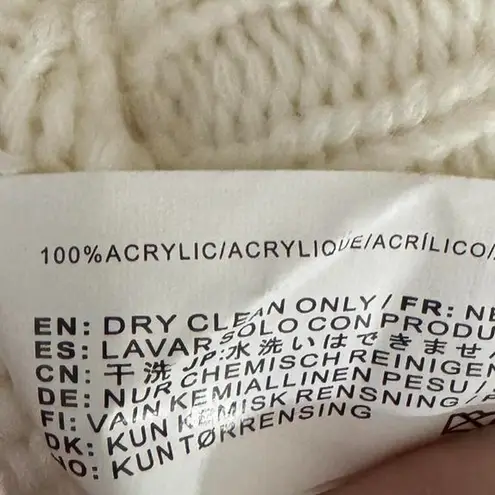 100%ACRYLIC/ACRYLIQUE/ACRÍLICO/
EN: DRY CLEAN ONLY/FR: NE
ES: LAVAR SOLO CON PRODU
CN: 干洗 JP:水洗いはできません
DE: NUR CHEMISCH REINIGEN
FI: VAIN KEMIALLINEN PESU/
DK: KUN KEMISK RENSNING/
NO: KUN TØRRENSING